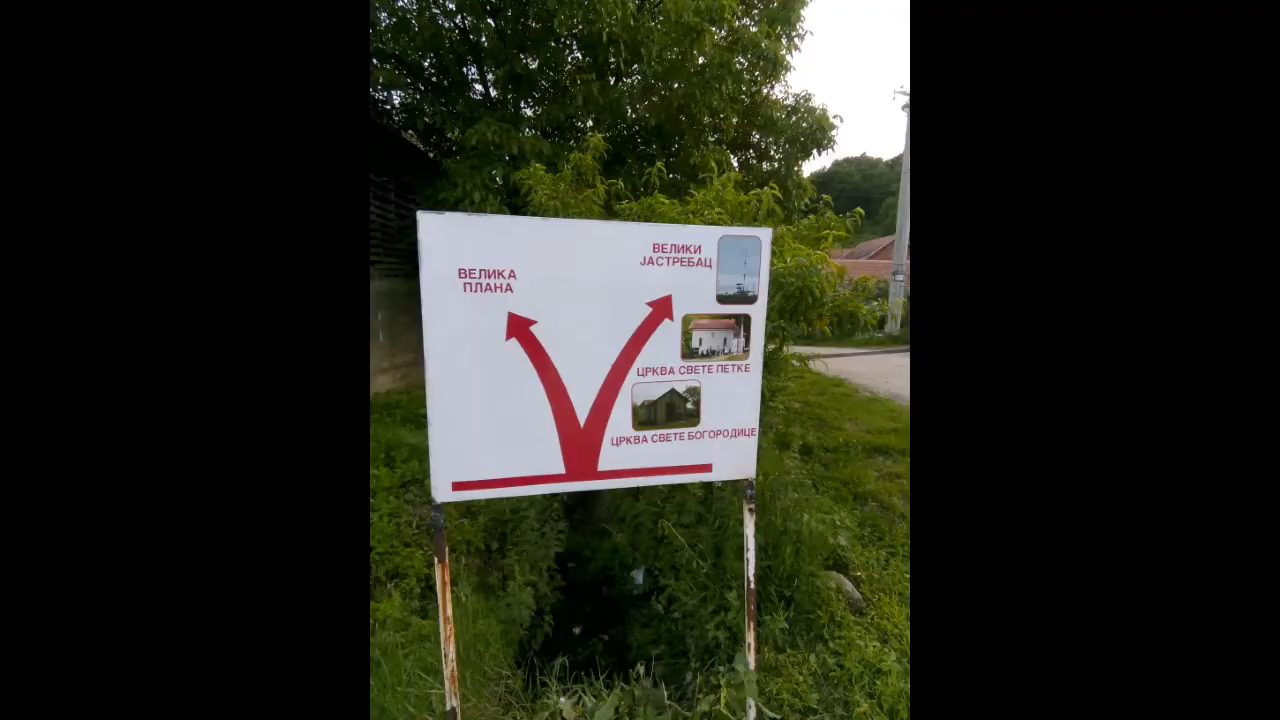 ВЕЛИКА
ПЛАНА
ВЕЛИКИ
ЈАСТРЕБАЦ
ЦРКВА СВЕТЕ ПЕТКЕ
ЦРКВА СВЕТЕ БОГОРОДИЦЕ